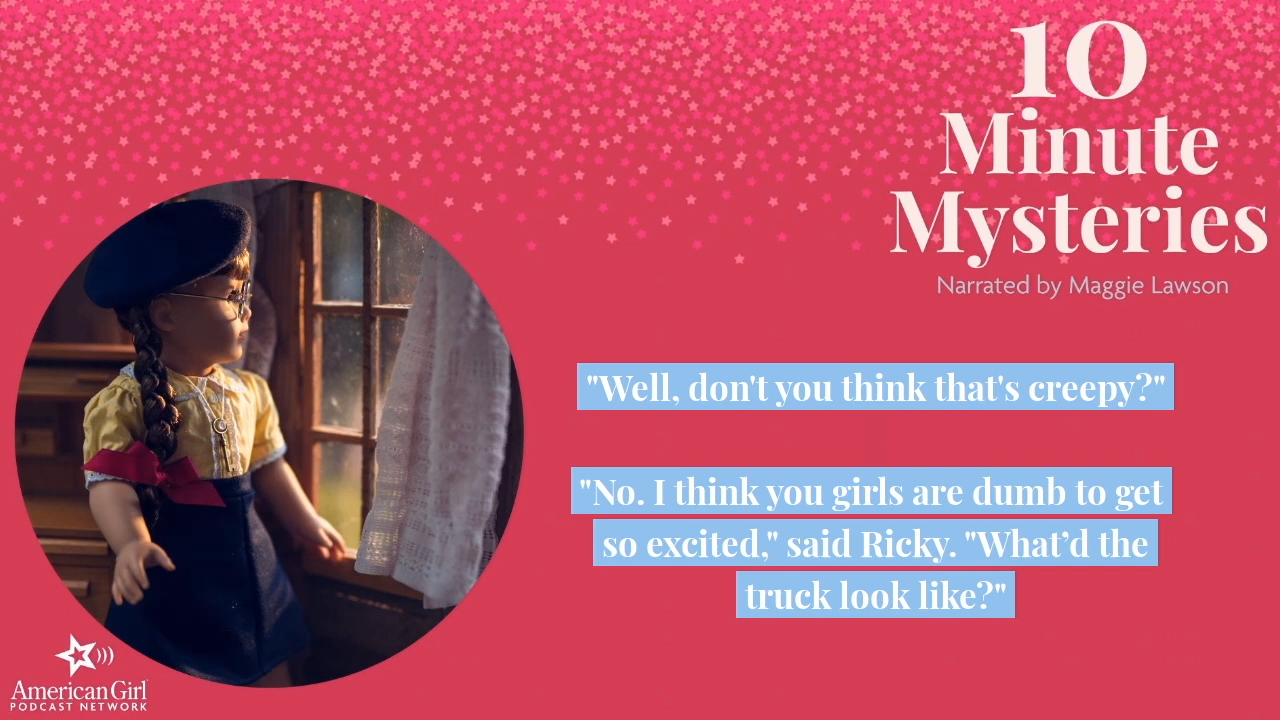 10
Minute
Mysteries
Narrated by Maggie Lawson
"Well, don't you think that's creepy?"
"No. I think you girls are dumb to get
so excited," said Ricky. "What’d the
truck look like?"
American Girl
PODCAST NETWORK